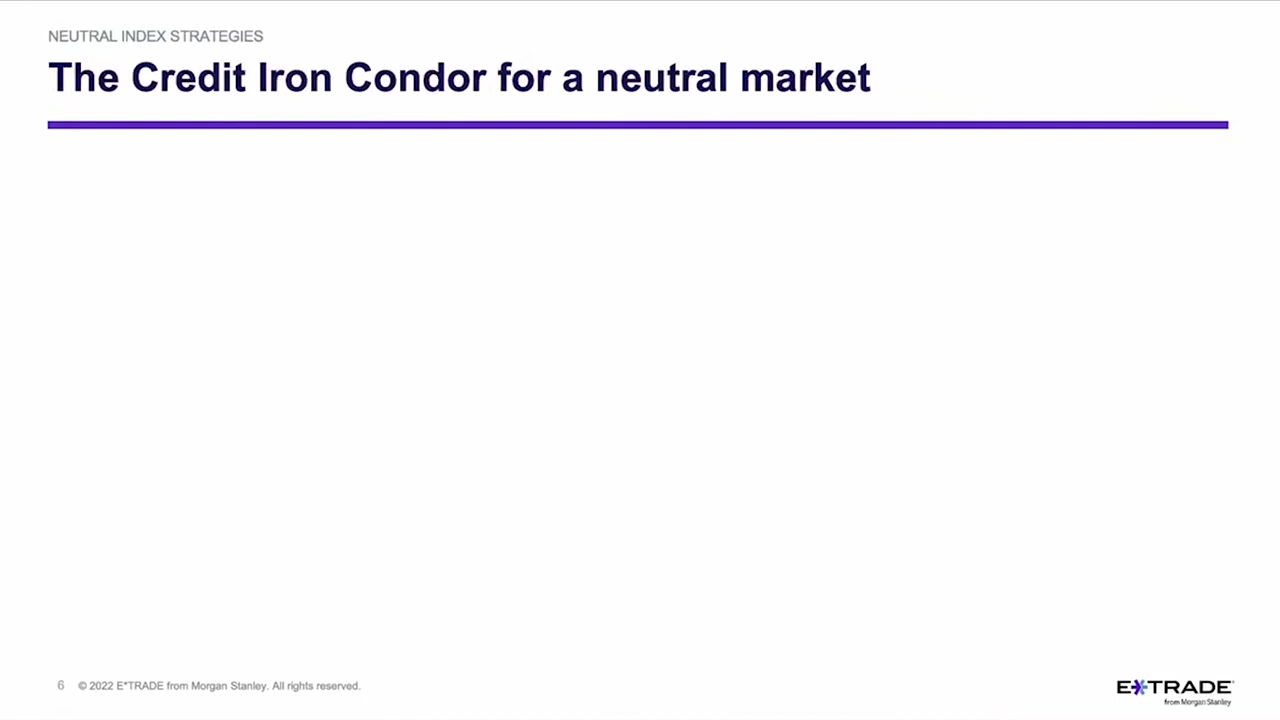 NEUTRAL INDEX STRATEGIES
The Credit Iron Condor for a neutral market
6 © 2022 E*TRADE from Morgan Stanley. All rights reserved.
E*TRADE
from Morgan Stanley